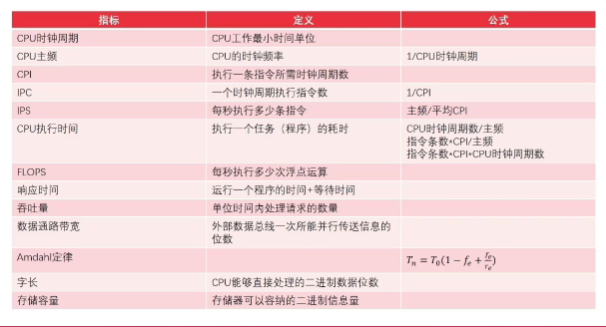 指标 定义 公式
CPU时钟周期 CPU工作最小时间单位
CPU主频 CPU的时钟频率 1/CPU时钟周期
CPI 执行一条指令所需时钟周期数
IPC 一个时钟周期执行指令数 1/CPI
IPS 每秒执行多少条指令 主频/平均CPI
CPU执行时间 执行一个任务（程序）的耗时 CPU时钟周期数/主频
指令条数*CPI/主频
指令条数*CPI*CPU时钟周期数
FLOPS 每秒执行多少次浮点运算
响应时间 运行一个程序的时间+等待时间
吞吐量 单位时间内处理请求的数量
数据通路带宽 外部数据总线一次所能并行传送信息的
位数
Amdahl定律 Tₙ = T₀(1 − fₑ + fₑ/rₑ)
字长 CPU能够直接处理的二进制数据位数
存储容量 存储器可以容纳的二进制信息量